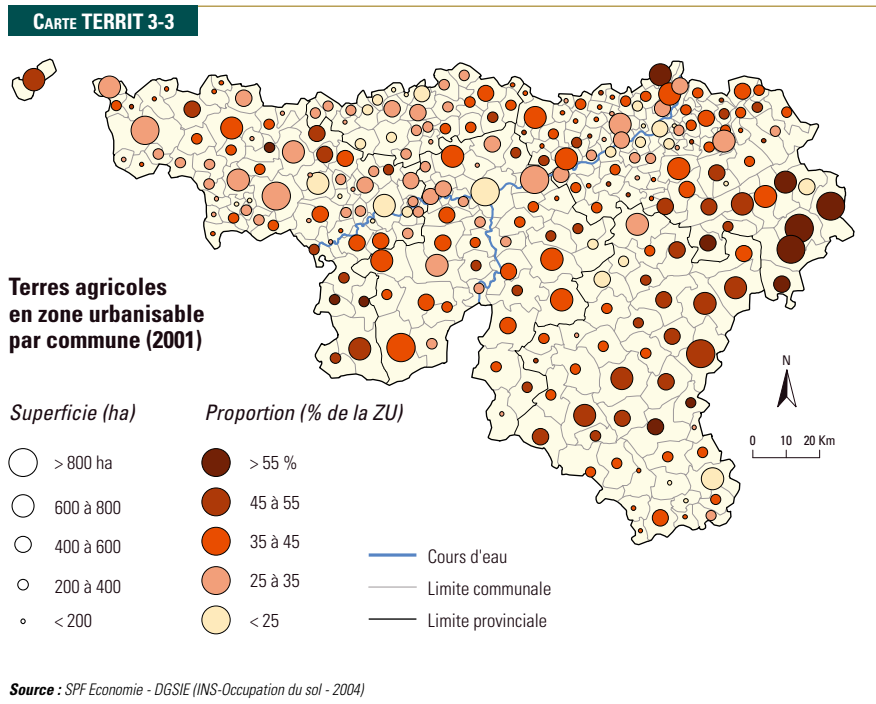 CARTE TERRIT 3-3
Terres agricoles
en zone urbanisable
par commune (2001)
Superficie (ha)
> 800 ha
600 à 800
400 à 600
200 à 400
< 200
Proportion (% de la ZU)
> 55 %
45 à 55
35 à 45
25 à 35
< 25
Cours d'eau
Limite communale
Limite provinciale
N
0 10 20 Km
Source : SPF Economie - DGSIE (INS-Occupation du sol - 2004)